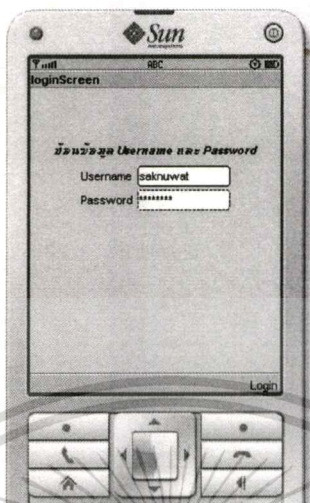 Sun
microsystems
ABC
loginScreen
ป้อนข้อมูล Username และ Password
Username saknuwat
Password ********
Login